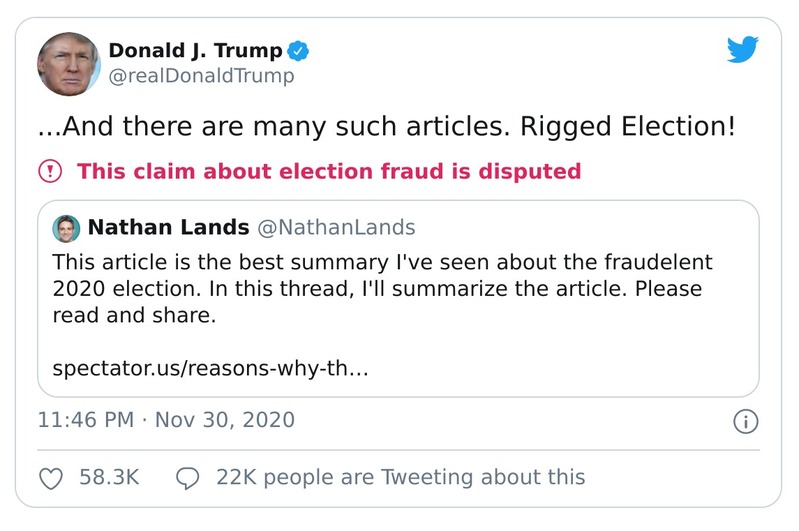 Donald J. Trump
@realDonaldTrump
...And there are many such articles. Rigged Election!
This claim about election fraud is disputed
Nathan Lands @NathanLands
This article is the best summary I've seen about the fraudelent
2020 election. In this thread, I'll summarize the article. Please
read and share.
spectator.us/reasons-why-th...
11:46 PM · Nov 30, 2020
58.3K 22K people are Tweeting about this